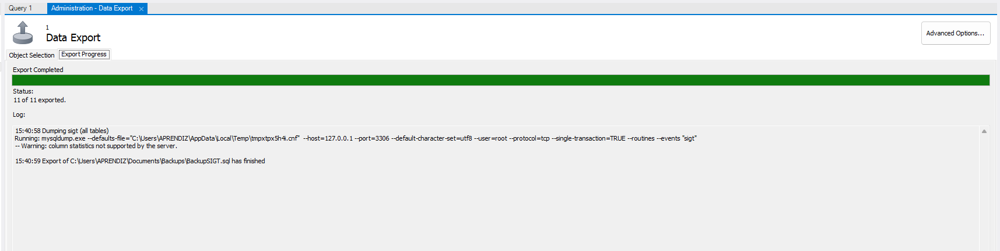 Query 1
Administration - Data Export
1
Data Export
Advanced Options...
Object Selection
Export Progress
Export Completed
Status:
11 of 11 exported.
Log:
15:40:58 Dumping sigt (all tables)
Running: mysqldump.exe --defaults-file="C:\Users\APRENDIZ\AppData\Local\Temp\tmpxtpx5h4i.cnf"  --host=127.0.0.1 --port=3306 --default-character-set=utf8 --user=root --protocol=tcp --single-transaction=TRUE --routines --events "sigt"
-- Warning: column statistics not supported by the server.
15:40:59 Export of C:\Users\APRENDIZ\Documents\Backups\BackupSIGT.sql has finished